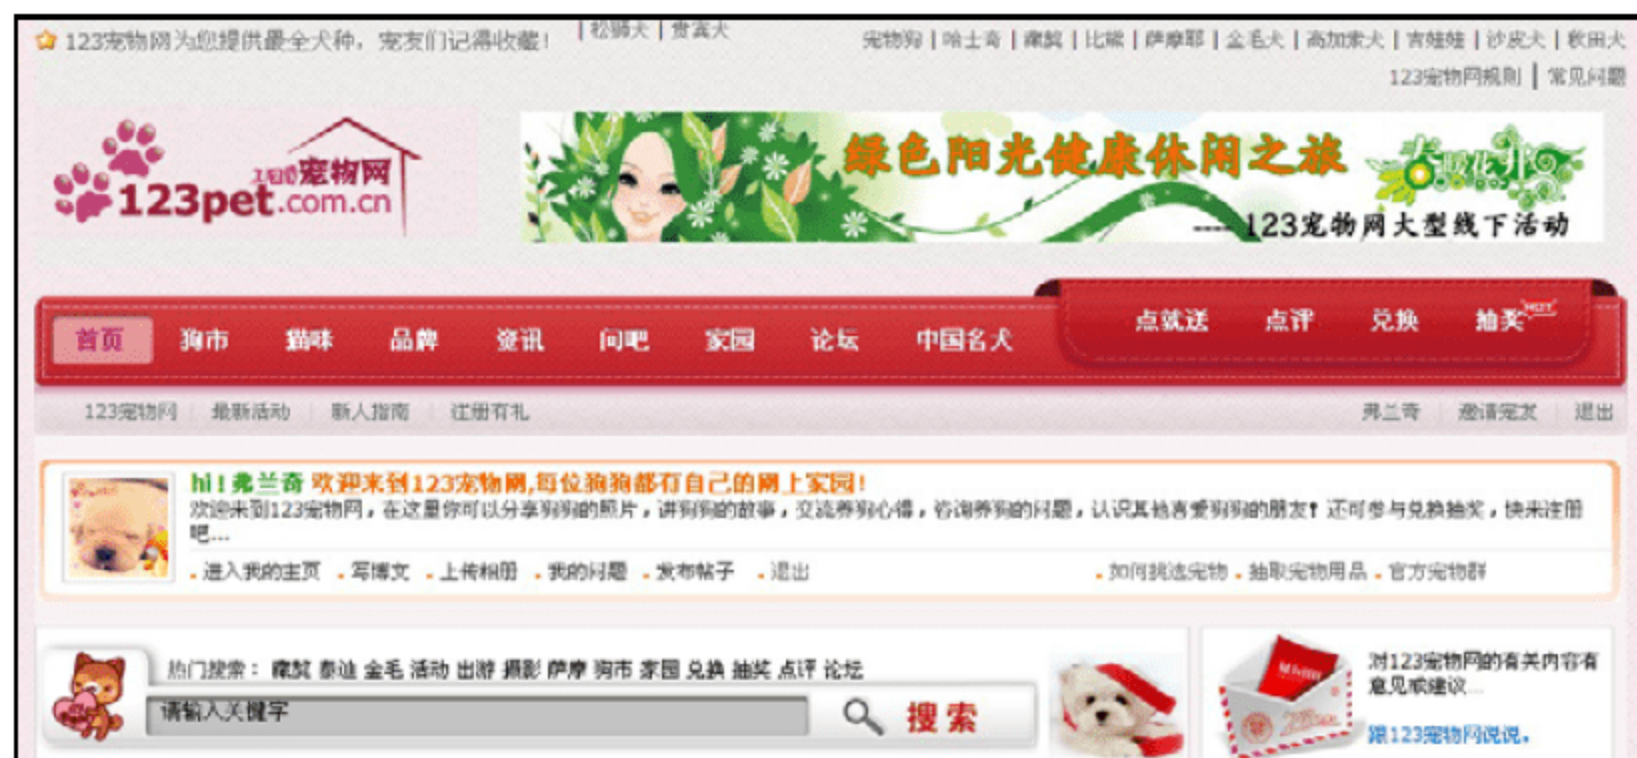 123宠物网为您提供最全犬种，宠友们记得收藏！
| 松狮犬 | 贵宾犬
宠物狗 | 哈士奇 | 藏獒 | 比熊 | 萨摩耶 | 金毛犬 | 高加索犬 | 吉娃娃 | 沙皮犬 | 秋田犬
123宠物网规则 | 常见问题
宠物网
123pet.com.cn
绿色阳光健康休闲之旅
春暖花开
---- 123宠物网大型线下活动
首页 狗市 猫咪 品牌 资讯 问吧 家园 论坛 中国名犬
点就送 点评 兑换 抽奖 HOT
123宠物网 最新活动 新人指南 注册有礼
弗兰奇 邀请宠友 退出
hi！弗兰奇 欢迎来到123宠物网,每位狗狗都有自己的网上家园！
欢迎来到123宠物网，在这里你可以分享狗狗的照片，讲狗狗的故事，交流养狗心得，咨询养狗的问题，认识其他喜爱狗狗的朋友！还可参与兑换抽奖，快来注册
吧...
进入我的主页 写博文 上传相册 我的问题 发布帖子 退出
如何挑选宠物 抽取宠物用品 官方宠物群
热门搜索： 藏獒 泰迪 金毛 活动 出游 摄影 萨摩 狗市 家园 兑换 抽奖 点评 论坛
请输入关键字
搜索
对123宠物网的有关内容有
意见或建议...
跟123宠物网说说。